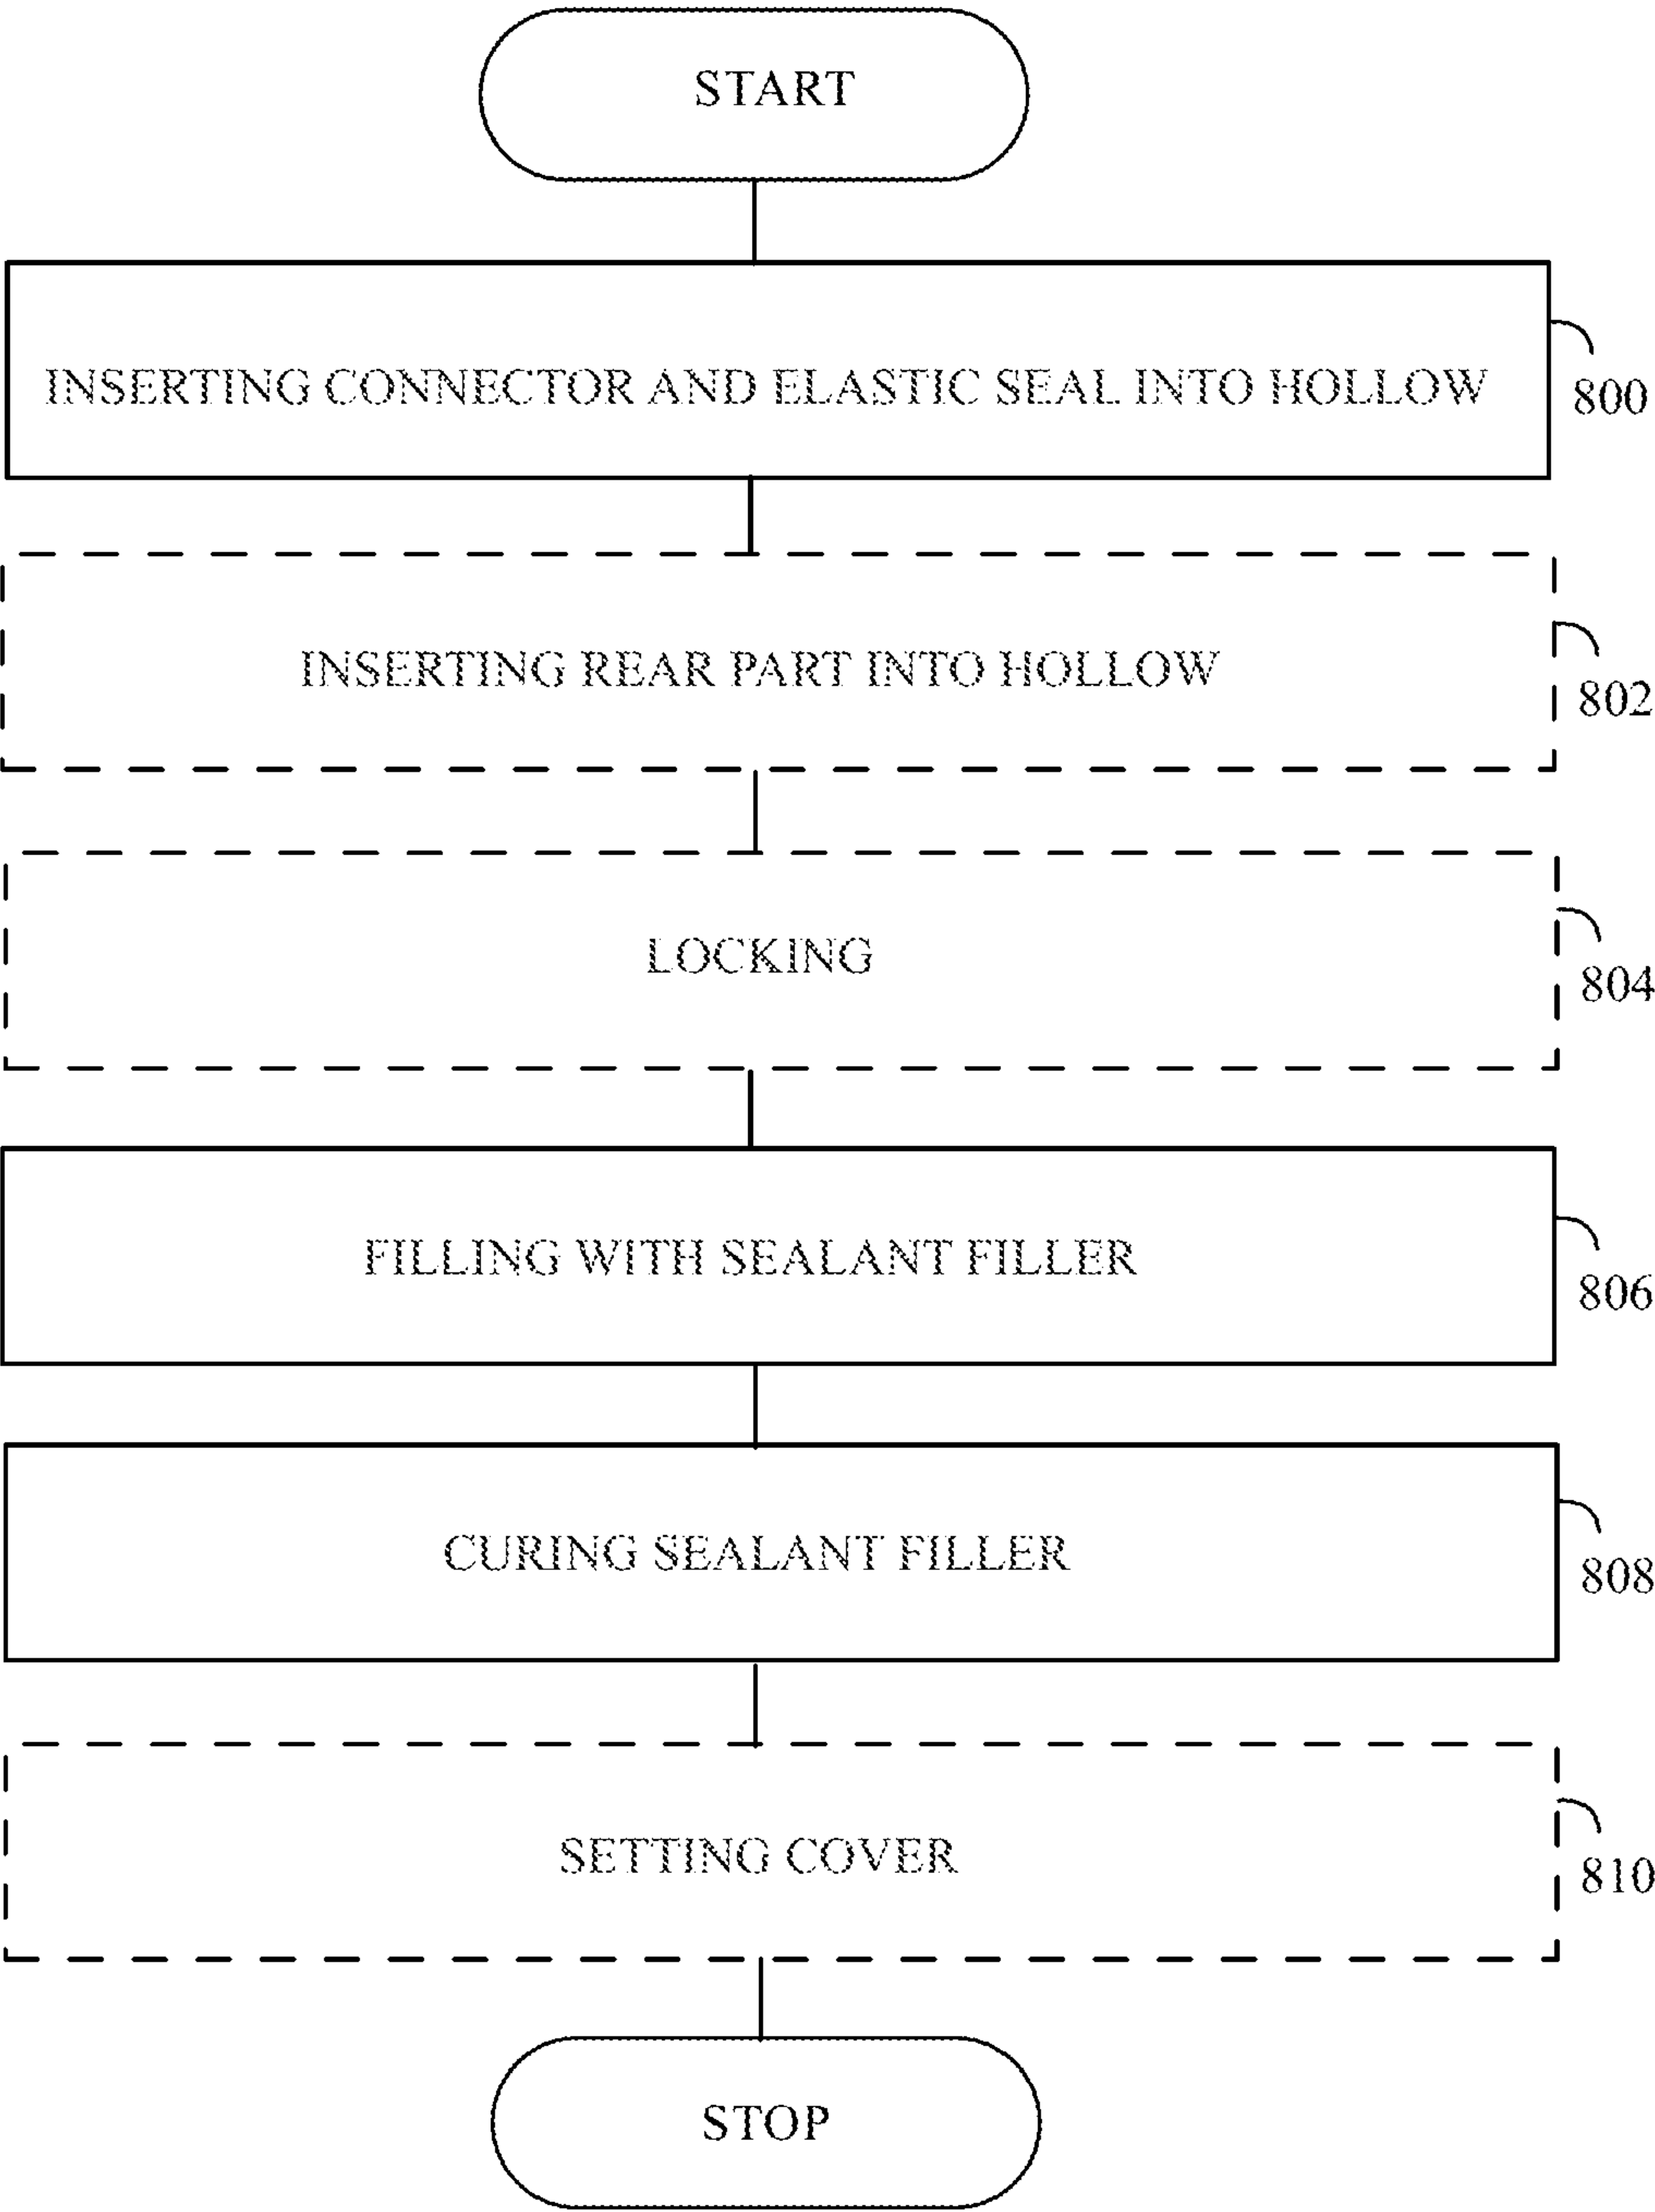 START
INSERTING CONNECTOR AND ELASTIC SEAL INTO HOLLOW
800
INSERTING REAR PART INTO HOLLOW
802
LOCKING
804
FILLING WITH SEALANT FILLER
806
CURING SEALANT FILLER
808
SETTING COVER
810
STOP